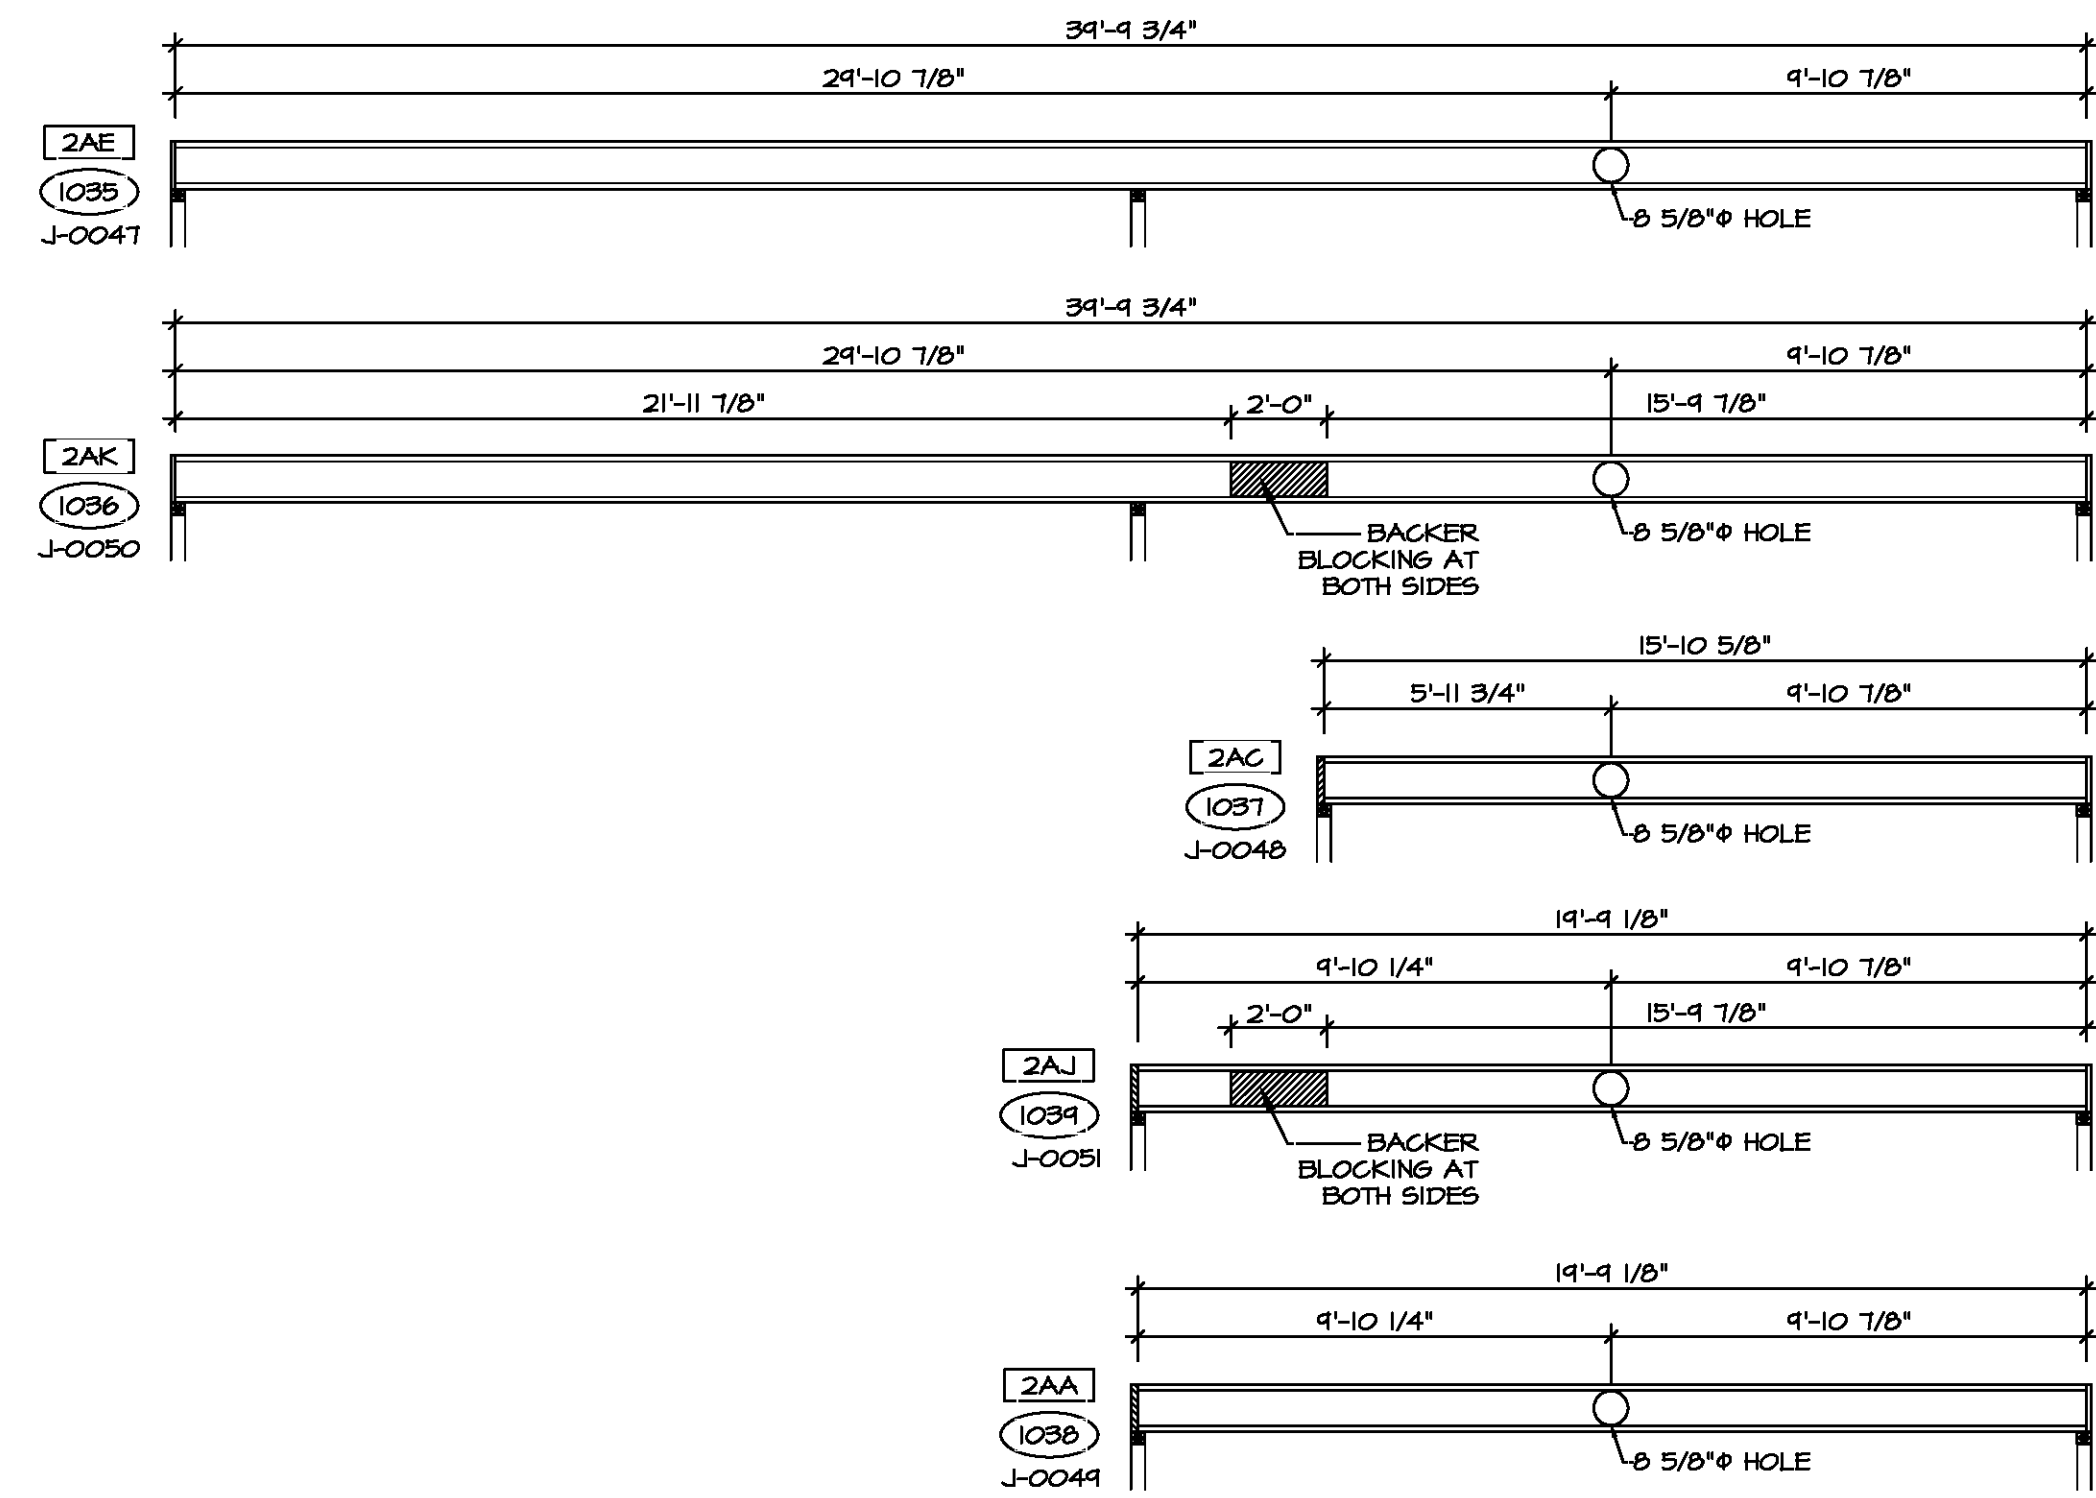 39'-9 3/4"
29'-10 7/8" 9'-10 7/8"
2AE
1035
J-0047
8 5/8"Φ HOLE
39'-9 3/4"
29'-10 7/8" 9'-10 7/8"
21'-11 7/8" 2'-0" 15'-9 7/8"
2AK
1036
J-0050
BACKER
BLOCKING AT
BOTH SIDES
8 5/8"Φ HOLE
15'-10 5/8"
5'-11 3/4" 9'-10 7/8"
2AC
1037
J-0048
8 5/8"Φ HOLE
19'-9 1/8"
9'-10 1/4" 9'-10 7/8"
2'-0" 15'-9 7/8"
2AJ
1039
J-0051
BACKER
BLOCKING AT
BOTH SIDES
8 5/8"Φ HOLE
19'-9 1/8"
9'-10 1/4" 9'-10 7/8"
2AA
1038
J-0049
8 5/8"Φ HOLE